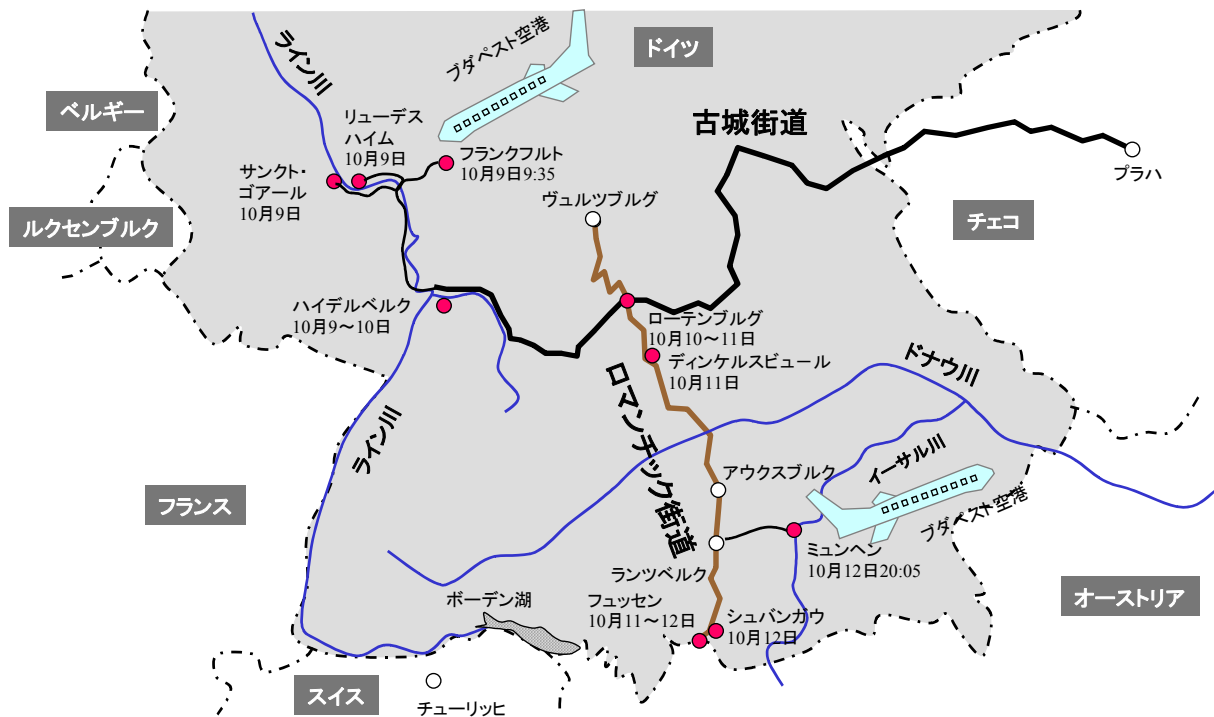 ドイツ
ブダペスト空港
ライン川
ベルギー
リューデス
ハイム
10月9日
フランクフルト
10月9日9:35
古城街道
プラハ
サンクト・
ゴアール
10月9日
ルクセンブルク
ヴュルツブルグ
チェコ
ハイデルベルク
10月9～10日
ローテンブルグ
10月10～11日
ディンケルスビュール
10月11日
ドナウ川
ロマンチック街道
ライン川
イーサル川
アウクスブルク
フランス
ブダペスト空港
ミュンヘン
10月12日20:05
ランツベルク
オーストリア
ボーデン湖
フュッセン
10月11～12日
シュバンガウ
10月12日
スイス
チューリッヒ